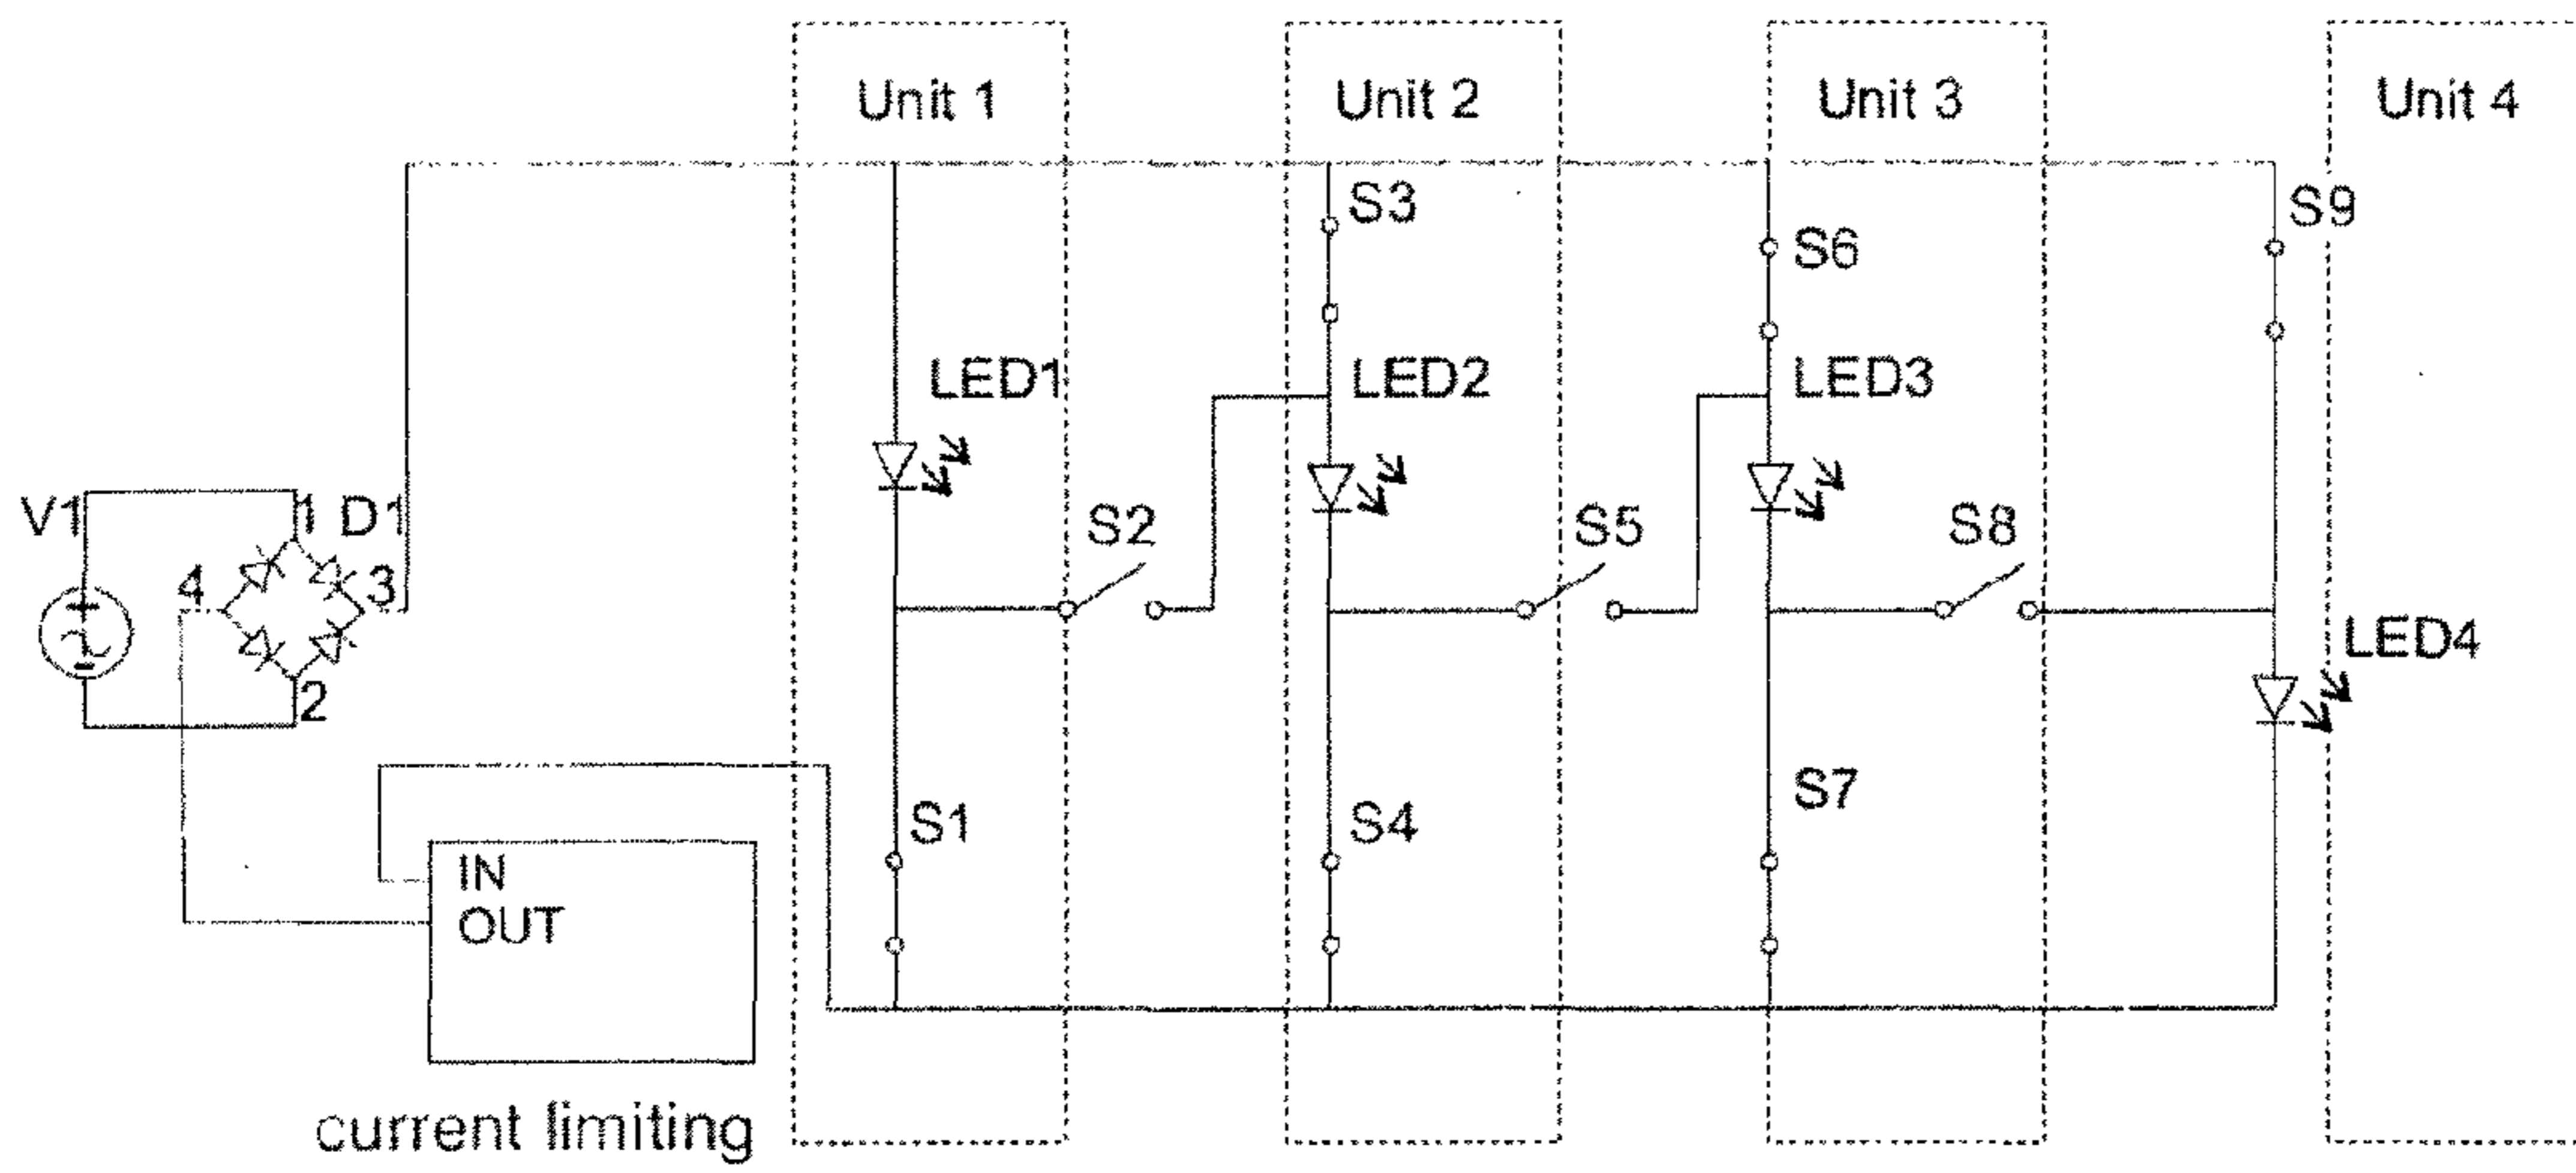 Unit 1
Unit 2
Unit 3
Unit 4
S3
S6
S9
LED1
LED2
LED3
V1
1
D1
S2
S5
S8
4
3
LED4
2
S7
S1
S4
IN
OUT
current limiting